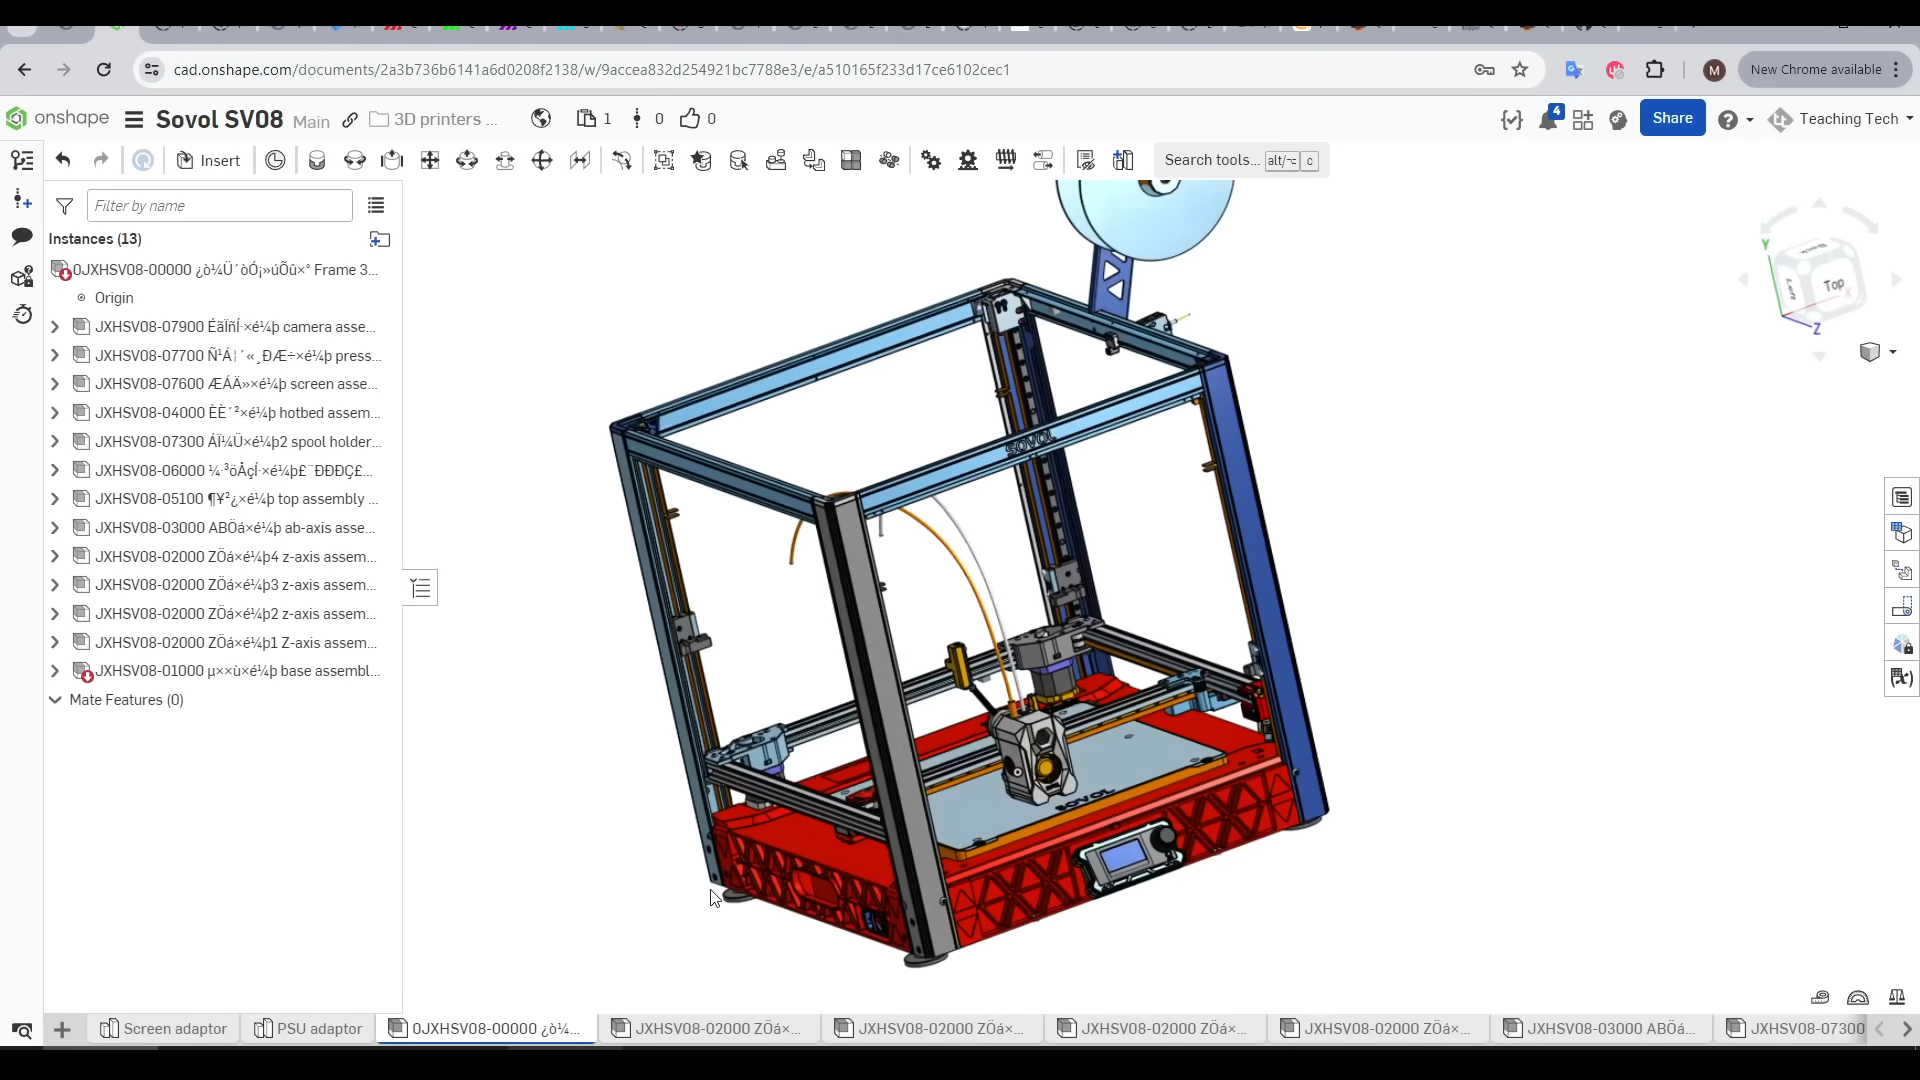 cad.onshape.com/documents/2a3b736b6141a6d0208f2138/w/9accea832d254921bc7788e3/e/a510165f233d17ce6102cec1
M
New Chrome available
onshape
Sovol SV08 Main
3D printers ...
1
0
0
4
Share
Teaching Tech
Insert
Search tools... alt/⌥ c
Filter by name
Instances (13)
0JXHSV08-00000 ¿ò¼Ü´òÓ¡»úÕû×° Frame 3...
Origin
JXHSV08-07900 ÉãÏñÍ·×é¼þ camera asse...
JXHSV08-07700 Ñ¹Á¦´«¸ÐÆ÷×é¼þ press...
JXHSV08-07600 ÆÁÄ»×é¼þ screen asse...
JXHSV08-04000 ÈÈ´²×é¼þ hotbed assem...
JXHSV08-07300 ÁÏ¼Ü×é¼þ2 spool holder...
JXHSV08-06000 ¼·³öÅçÍ·×é¼þ£¨ÐÐÐÇ£...
JXHSV08-05100 ¶¥²¿×é¼þ top assembly ...
JXHSV08-03000 ABÖá×é¼þ ab-axis asse...
JXHSV08-02000 ZÖá×é¼þ4 z-axis assem...
JXHSV08-02000 ZÖá×é¼þ3 z-axis assem...
JXHSV08-02000 ZÖá×é¼þ2 z-axis assem...
JXHSV08-02000 ZÖá×é¼þ1 Z-axis assem...
JXHSV08-01000 µ××ù×é¼þ base assembl...
Mate Features (0)
SOVOL
SOVOL
Y
Back
Left
Top
X
Z
Screen adaptor
PSU adaptor
0JXHSV08-00000 ¿ò¼...
JXHSV08-02000 ZÖá×...
JXHSV08-02000 ZÖá×...
JXHSV08-02000 ZÖá×...
JXHSV08-02000 ZÖá×...
JXHSV08-03000 ABÖá...
JXHSV08-07300